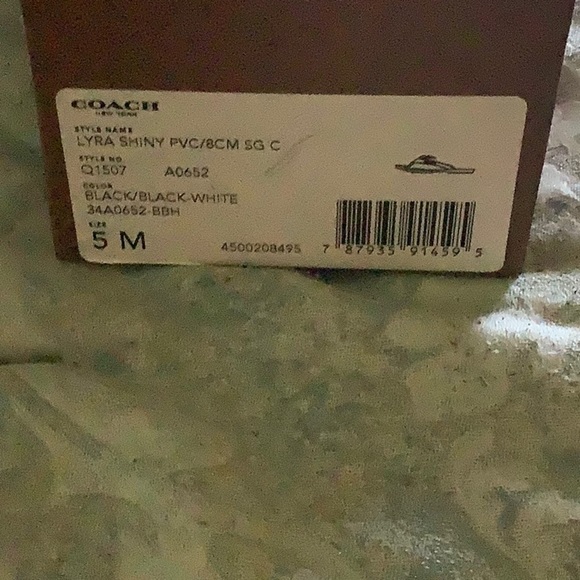 COACH
NEW YORK
STYLE NAME
LYRA SHINY PVC/8CM SG C
STYLE NO.
Q1507 A0652
COLOR
BLACK/BLACK-WHITE
34A0652-BBH
SIZE
5 M
4500208495 7 87935 91459 5